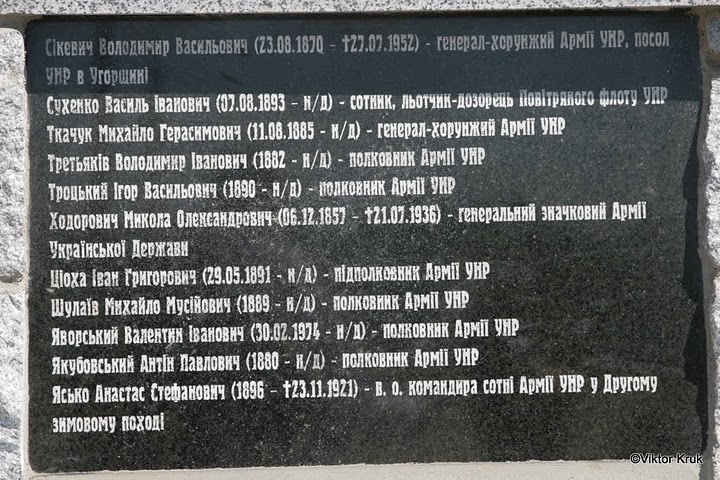 Сікевич Володимир Васильович (23.08.1870 - †27.07.1952) - генерал-хорунжий Армії УНР, посол
УНР в Угорщині
Сухенко Василь Іванович (07.08.1893 - н/д) - сотник, льотчик-дозорець Повітряного флоту УНР
Ткачук Михайло Герасимович (11.08.1885 - н/д) - генерал-хорунжий Армії УНР
Третьяків Володимир Іванович (1882 - н/д) - полковник Армії УНР
Троцький Ігор Васильович (1890 - н/д) - полковник Армії УНР
Ходорович Микола Олександрович (06.12.1857 - †21.07.1936) - генеральний значковий Армії
Української Держави
Цьоха Іван Григорович (29.05.1891 - н/д) - підполковник Армії УНР
Шулаїв Михайло Мусійович (1889 - н/д) - полковник Армії УНР
Яворський Валентин Іванович (30.02.1974 - н/д) - полковник Армії УНР
Якубовський Антін Павлович (1880 - н/д) - полковник Армії УНР
Ясько Анастас Стефанович (1896 - †23.11.1921) - в. о. командира сотні Армії УНР у Другому
зимовому поході
©Viktor Kruk